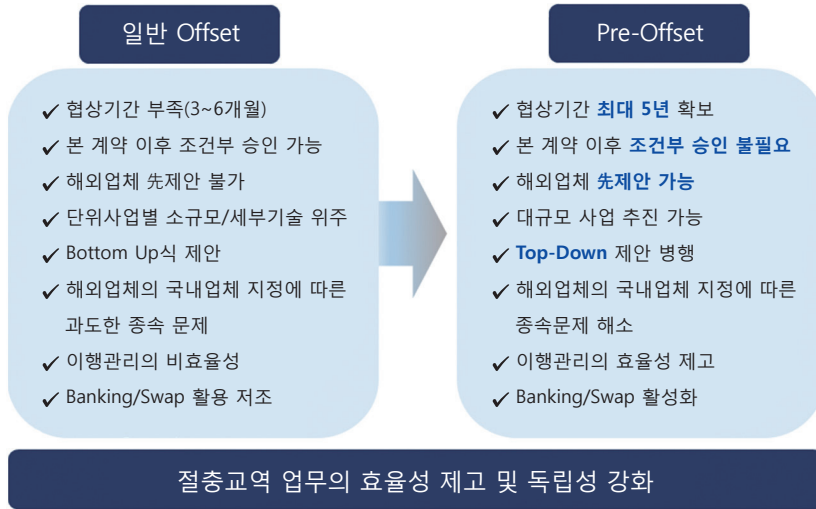 일반 Offset
✓ 협상기간 부족(3~6개월)
✓ 본 계약 이후 조건부 승인 가능
✓ 해외업체 先제안 불가
✓ 단위사업별 소규모/세부기술 위주
✓ Bottom Up식 제안
✓ 해외업체의 국내업체 지정에 따른
과도한 종속 문제
✓ 이행관리의 비효율성
✓ Banking/Swap 활용 저조
Pre-Offset
✓ 협상기간 최대 5년 확보
✓ 본 계약 이후 조건부 승인 불필요
✓ 해외업체 先제안 가능
✓ 대규모 사업 추진 가능
✓ Top-Down 제안 병행
✓ 해외업체의 국내업체 지정에 따른
종속문제 해소
✓ 이행관리의 효율성 제고
✓ Banking/Swap 활성화
절충교역 업무의 효율성 제고 및 독립성 강화